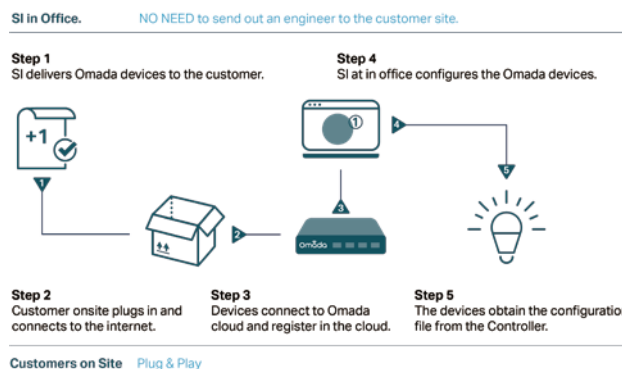 SI in Office. NO NEED to send out an engineer to the customer site.
Step 1
SI delivers Omada devices to the customer.
Step 4
SI at in office configures the Omada devices.
+1
1
1
4
5
3
2
omada
Step 2
Customer onsite plugs in and
connects to the internet.
Step 3
Devices connect to Omada
cloud and register in the cloud.
Step 5
The devices obtain the configuratio
file from the Controller.
Customers on Site Plug & Play